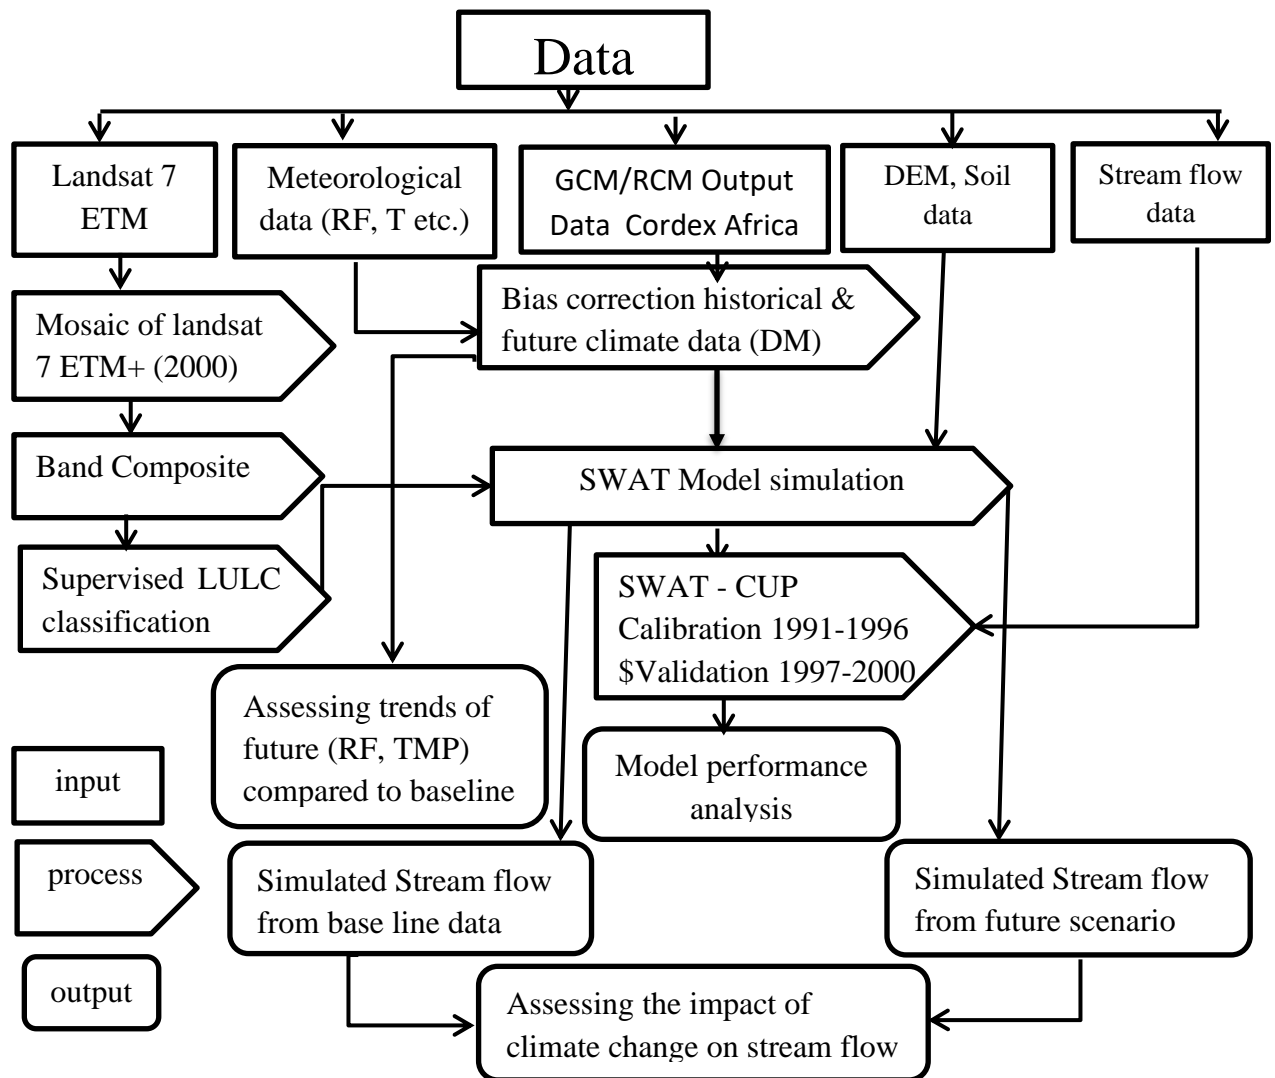 Data
Landsat 7
ETM
Meteorological
data (RF, T etc.)
GCM/RCM Output
Data Cordex Africa
DEM, Soil
data
Stream flow
data
Mosaic of landsat
7 ETM+ (2000)
Bias correction historical &
future climate data (DM)
Band Composite
SWAT Model simulation
Supervised LULC
classification
SWAT - CUP
Calibration 1991-1996
$Validation 1997-2000
Assessing trends of
future (RF, TMP)
compared to baseline
Model performance
analysis
input
process
output
Simulated Stream flow
from base line data
Simulated Stream flow
from future scenario
Assessing the impact of
climate change on stream flow